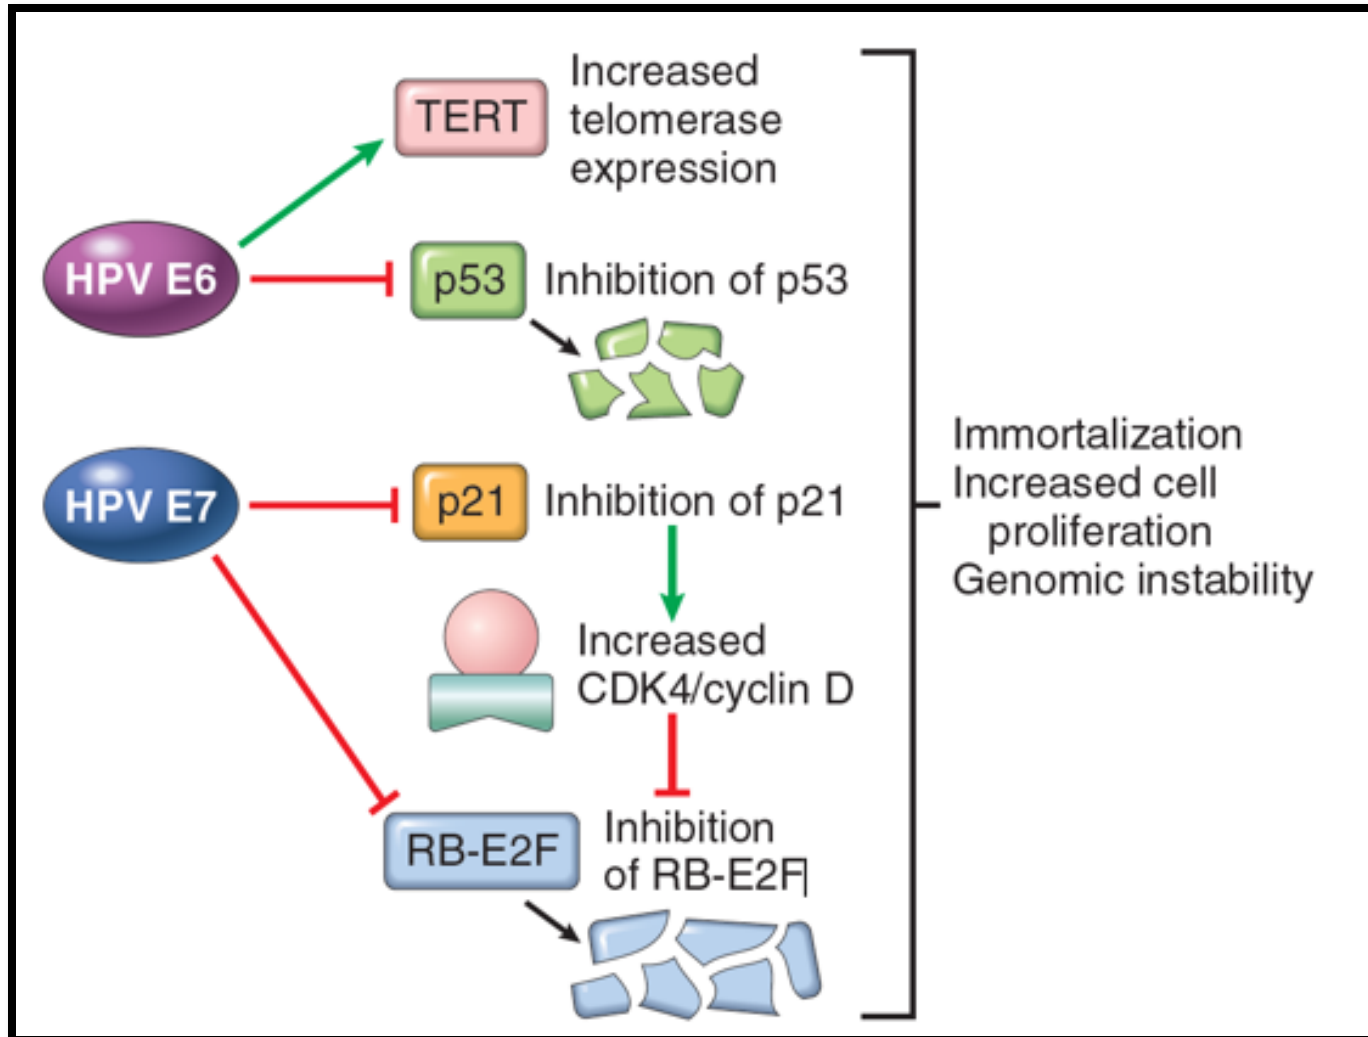 TERT
Increased
telomerase
expression
HPV E6
p53
Inhibition of p53
HPV E7
p21
Inhibition of p21
Increased
CDK4/cyclin D
RB-E2F
Inhibition
of RB-E2F
Immortalization
Increased cell
proliferation
Genomic instability